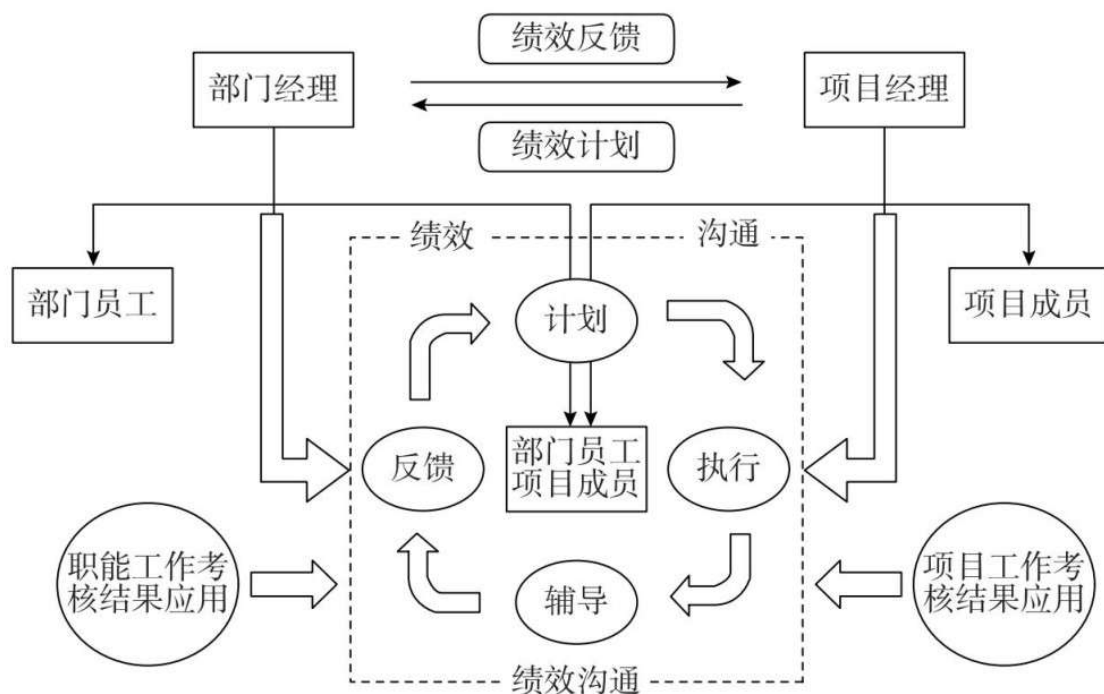 绩效反馈
部门经理
项目经理
绩效计划
绩效
沟通
部门员工
计划
项目成员
反馈
部门员工
项目成员
执行
职能工作考
核结果应用
辅导
项目工作考
核结果应用
绩效沟通